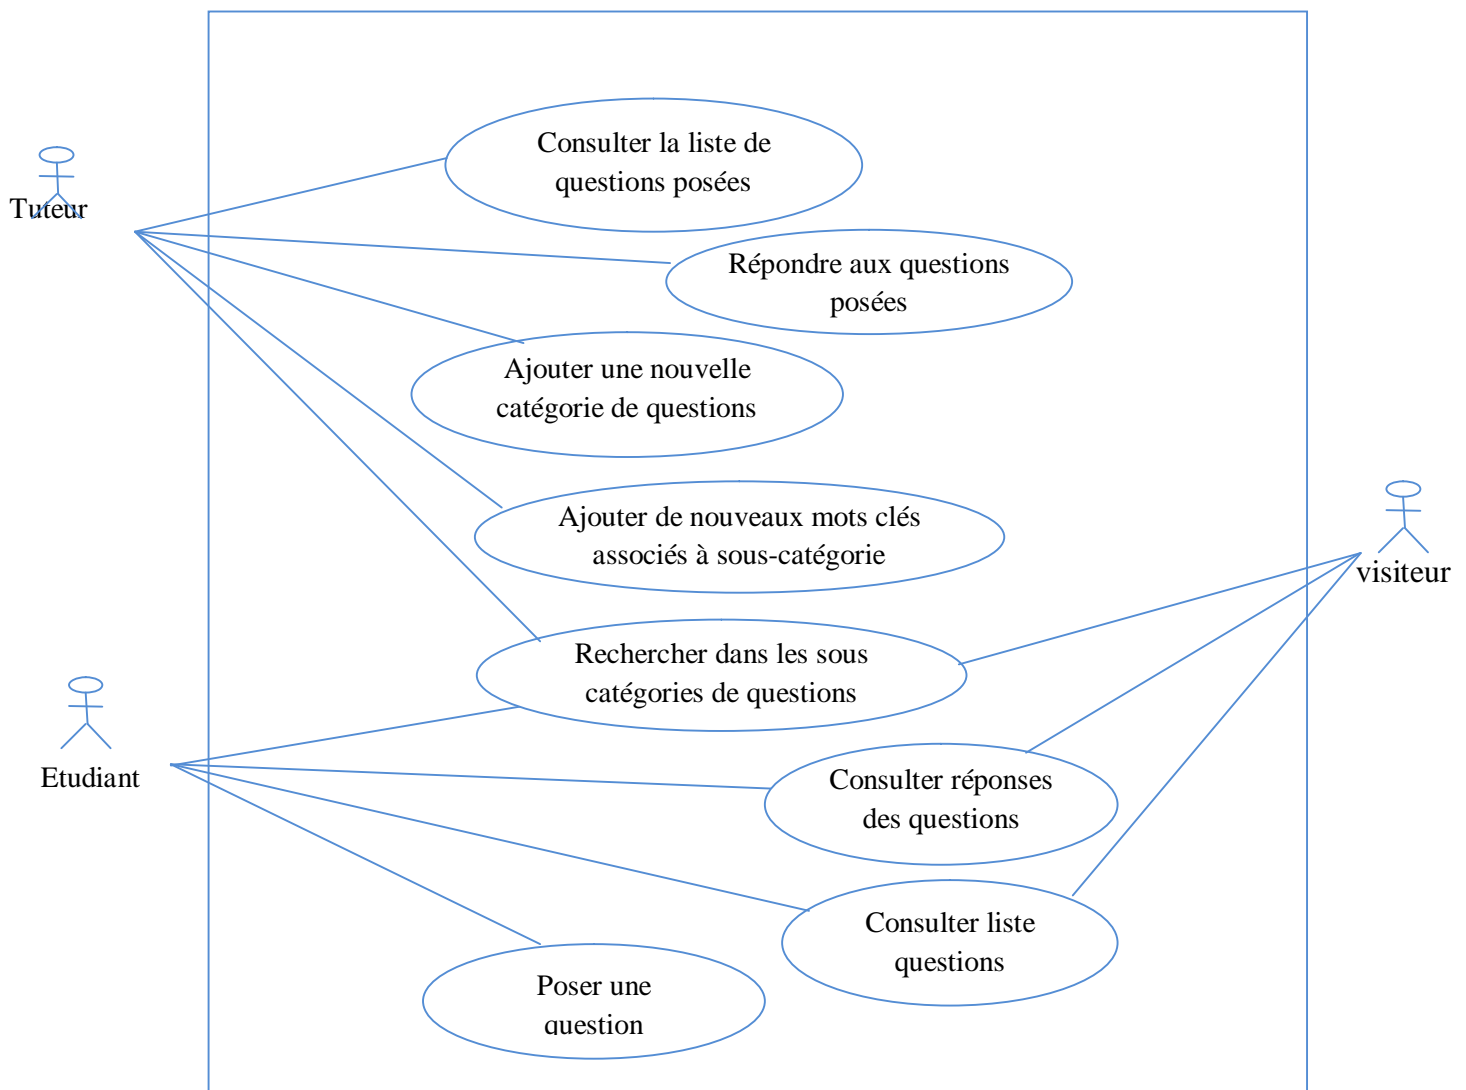 Consulter la liste de
questions posées
Tuteur
Répondre aux questions
posées
Ajouter une nouvelle
catégorie de questions
Ajouter de nouveaux mots clés
associés à sous-catégorie
visiteur
Rechercher dans les sous
catégories de questions
Etudiant
Consulter réponses
des questions
Consulter liste
questions
Poser une
question